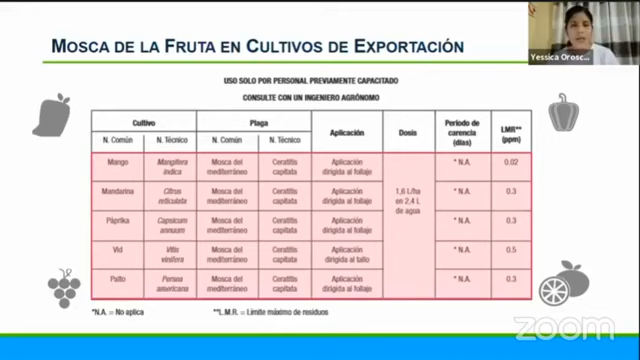 MOSCA DE LA FRUTA EN CULTIVOS DE EXPORTACIÓN
Yessica Orosc...
USO SOLO POR PERSONAL PREVIAMENTE CAPACITADO
CONSULTE CON UN INGENIERO AGRÓNOMO
Cultivo Plaga Aplicación Dosis Período de carencia (días) LMR** (ppm)
N. Común N. Técnico N. Común N. Técnico
Mango Mangifera indica Mosca del mediterráneo Ceratitis capitata Aplicación dirigida al follaje * N.A. 0.02
Mandarina Citrus reticulata Mosca del mediterráneo Ceratitis capitata Aplicación dirigida al follaje 1,6 L/ha en 2,4 L de agua * N.A. 0.3
Páprika Capsicum annuum Mosca del mediterráneo Ceratitis capitata Aplicación dirigida al follaje * N.A. 0.3
Vid Vitis vinifera Mosca del mediterráneo Ceratitis capitata Aplicación dirigida al tallo * N.A. 0.5
Palto Persea americana Mosca del mediterráneo Ceratitis capitata Aplicación dirigida al follaje * N.A. 0.3
*N.A. = No aplica **L.M.R. = Límite máximo de residuos
zoom